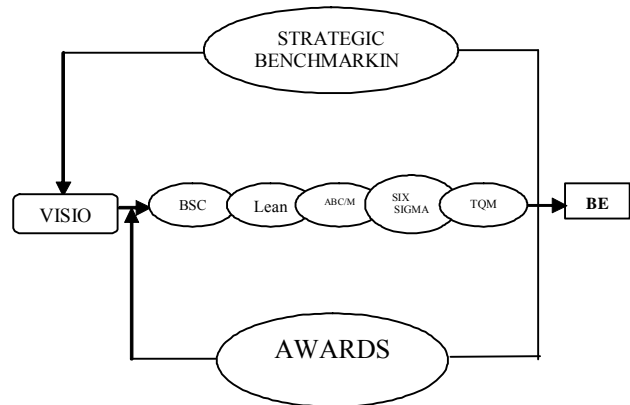 STRATEGIC
BENCHMARKIN
VISIO
BSC
Lean
ABC/M
SIX
SIGMA
TQM
BE
AWARDS